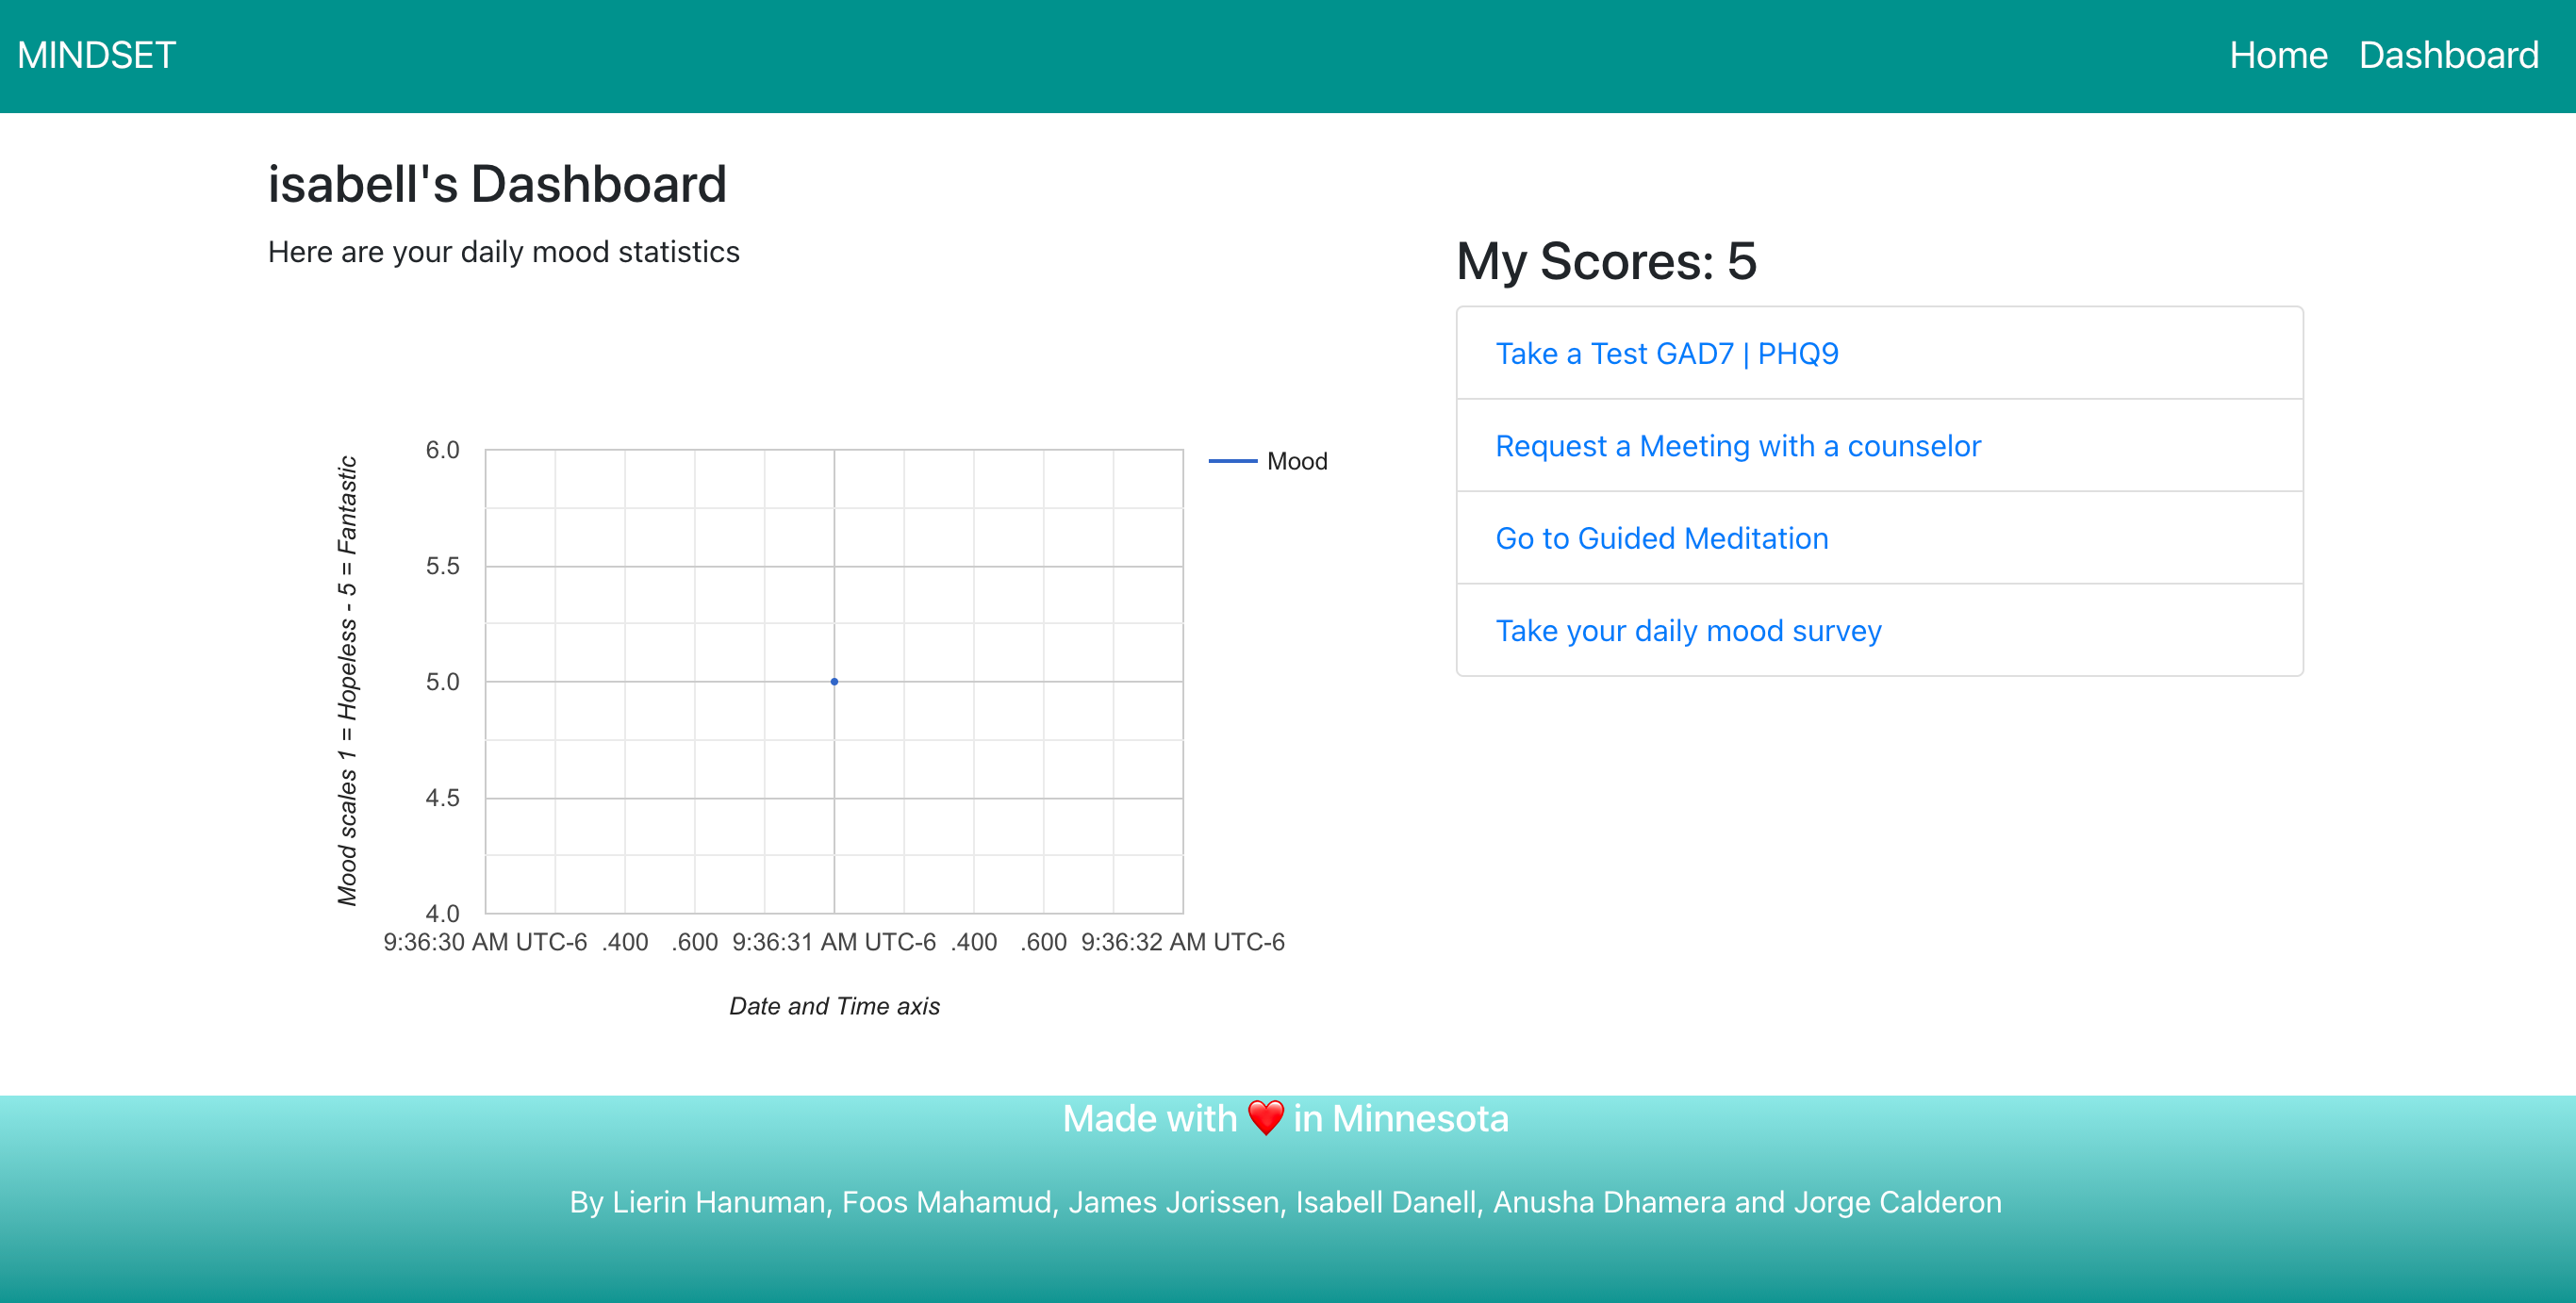 MINDSET
Home Dashboard
isabell's Dashboard
Here are your daily mood statistics
Mood scales 1 = Hopeless - 5 = Fantastic
6.0
5.5
5.0
4.5
4.0
Mood
9:36:30 AM UTC-6 .400 .600 9:36:31 AM UTC-6 .400 .600 9:36:32 AM UTC-6
Date and Time axis
My Scores: 5
Take a Test GAD7 | PHQ9
Request a Meeting with a counselor
Go to Guided Meditation
Take your daily mood survey
Made with ❤️ in Minnesota
By Lierin Hanuman, Foos Mahamud, James Jorissen, Isabell Danell, Anusha Dhamera and Jorge Calderon